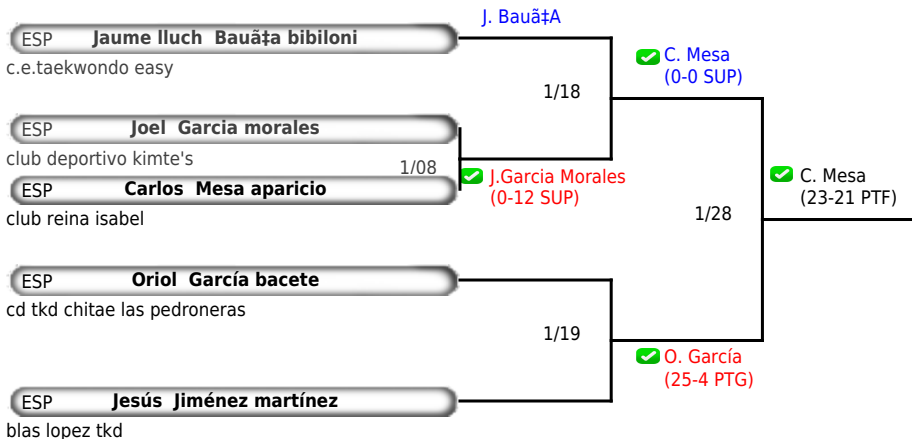 J. Bauã‡A
ESP Jaume lluch Bauã‡a bibiloni
c.e.taekwondo easy
C. Mesa
(0-0 SUP)
1/18
ESP Joel Garcia morales
club deportivo kimte's
1/08
J.Garcia Morales
(0-12 SUP)
ESP Carlos Mesa aparicio
club reina isabel
C. Mesa
(23-21 PTF)
1/28
ESP Oriol García bacete
cd tkd chitae las pedroneras
1/19
O. García
(25-4 PTG)
ESP Jesús Jiménez martínez
blas lopez tkd